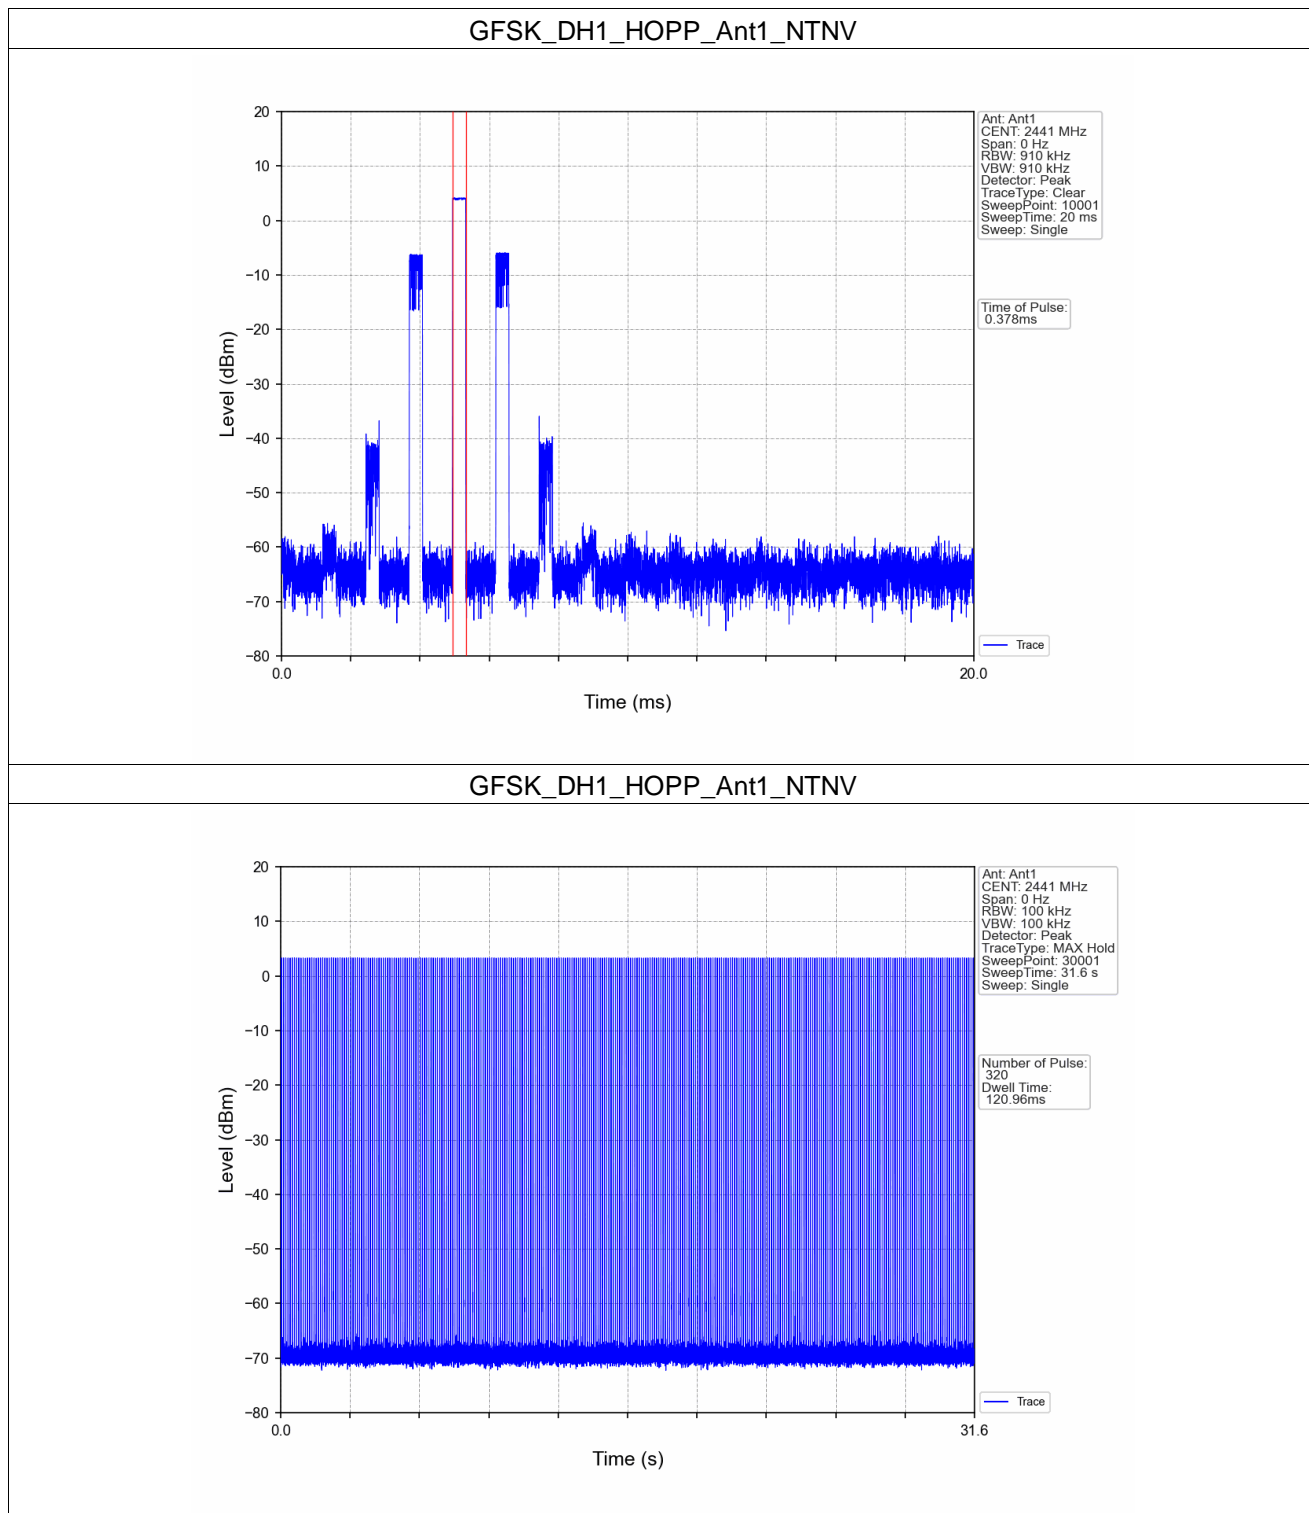 GFSK_DH1_HOPP_Ant1_NTNV
20
10
0
−10
−20
−30
−40
−50
−60
−70
−80
Level (dBm)
0.0
20.0
Time (ms)
Ant: Ant1
CENT: 2441 MHz
Span: 0 Hz
RBW: 910 kHz
VBW: 910 kHz
Detector: Peak
TraceType: Clear
SweepPoint: 10001
SweepTime: 20 ms
Sweep: Single
Time of Pulse:
0.378ms
Trace
GFSK_DH1_HOPP_Ant1_NTNV
20
10
0
−10
−20
−30
−40
−50
−60
−70
−80
Level (dBm)
0.0
31.6
Time (s)
Ant: Ant1
CENT: 2441 MHz
Span: 0 Hz
RBW: 100 kHz
VBW: 100 kHz
Detector: Peak
TraceType: MAX Hold
SweepPoint: 30001
SweepTime: 31.6 s
Sweep: Single
Number of Pulse:
320
Dwell Time:
120.96ms
Trace